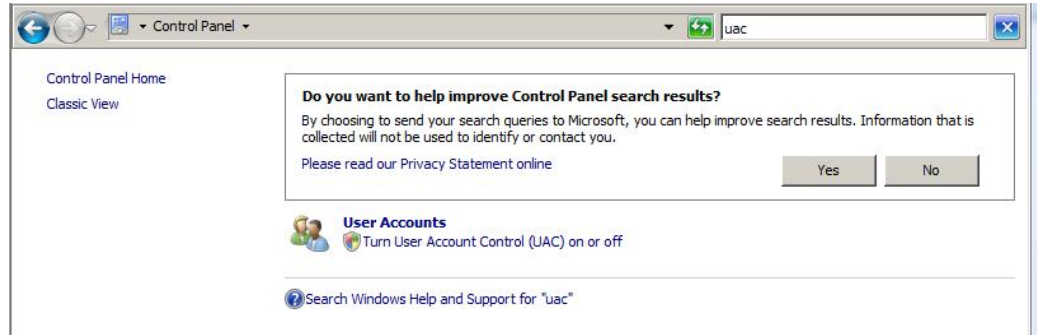 Control Panel
uac
Control Panel Home
Classic View
Do you want to help improve Control Panel search results?
By choosing to send your search queries to Microsoft, you can help improve search results. Information that is
collected will not be used to identify or contact you.
Please read our Privacy Statement online
Yes
No
User Accounts
Turn User Account Control (UAC) on or off
Search Windows Help and Support for "uac"